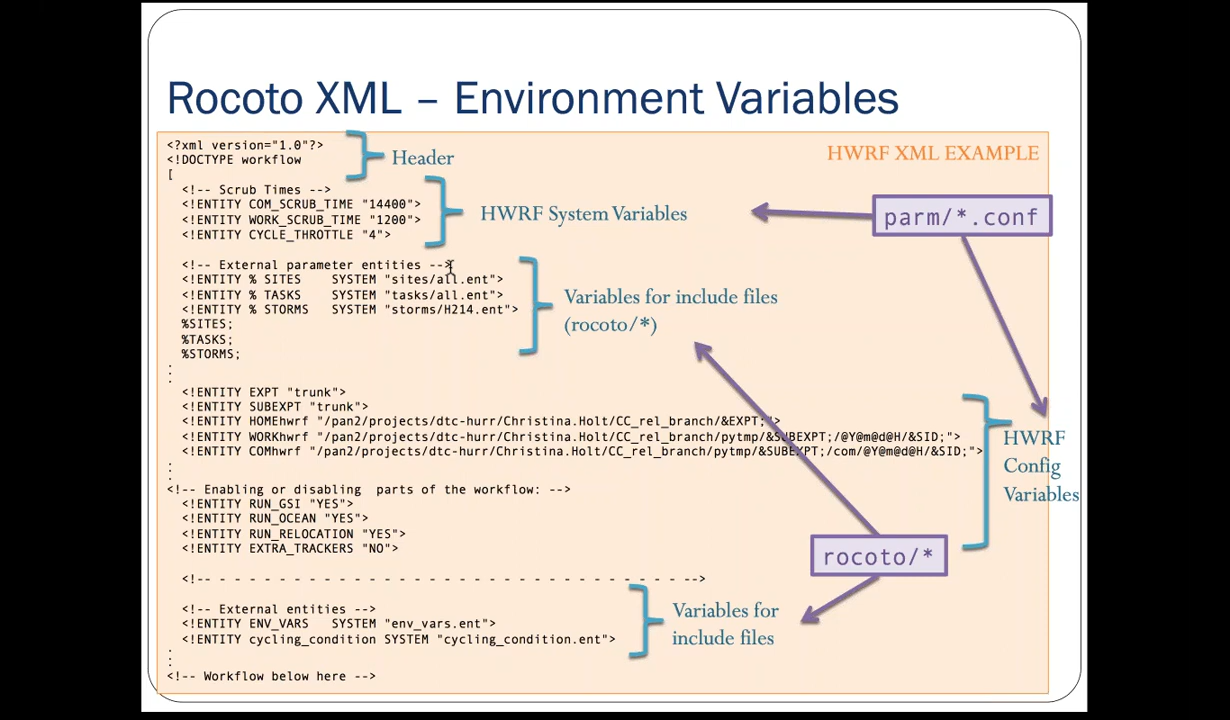 Rocoto XML – Environment Variables
HWRF XML EXAMPLE
<?xml version="1.0"?>
<!DOCTYPE workflow
[
Header
<!-- Scrub Times -->
<!ENTITY COM_SCRUB_TIME "14400">
<!ENTITY WORK_SCRUB_TIME "1200">
<!ENTITY CYCLE_THROTTLE "4">
HWRF System Variables
parm/*.conf
<!-- External parameter entities -->
<!ENTITY % SITES    SYSTEM "sites/all.ent">
<!ENTITY % TASKS    SYSTEM "tasks/all.ent">
<!ENTITY % STORMS   SYSTEM "storms/H214.ent">
%SITES;
%TASKS;
%STORMS;
Variables for include files
(rocoto/*)
:
:
<!ENTITY EXPT "trunk">
<!ENTITY SUBEXPT "trunk">
<!ENTITY HOMEhwrf "/pan2/projects/dtc-hurr/Christina.Holt/CC_rel_branch/&EXPT;">
<!ENTITY WORKhwrf "/pan2/projects/dtc-hurr/Christina.Holt/CC_rel_branch/pytmp/&SUBEXPT;/@Y@m@d@H/&SID;">
<!ENTITY COMhwrf "/pan2/projects/dtc-hurr/Christina.Holt/CC_rel_branch/pytmp/&SUBEXPT;/com/@Y@m@d@H/&SID;">
:
:
HWRF
Config
Variables
<!-- Enabling or disabling  parts of the workflow: -->
<!ENTITY RUN_GSI "YES">
<!ENTITY RUN_OCEAN "YES">
<!ENTITY RUN_RELOCATION "YES">
<!ENTITY EXTRA_TRACKERS "NO">
rocoto/*
<!-- - - - - - - - - - - - - - - - - - - - - - - - - - - - - - - -->
<!-- External entities -->
<!ENTITY ENV_VARS   SYSTEM "env_vars.ent">
<!ENTITY cycling_condition SYSTEM "cycling_condition.ent">
Variables for
include files
:
:
<!-- Workflow below here -->